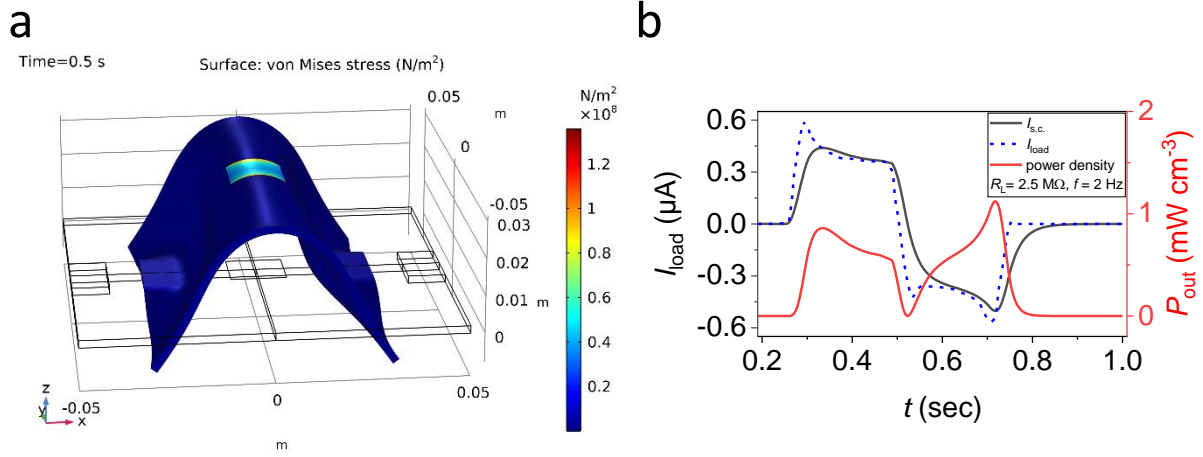 a
Time=0.5 s
Surface: von Mises stress (N/m²)
N/m²
×10⁸
0.05
m
0
-0.05
0.03
0.02
0.01
m
0
1.2
1
0.8
0.6
0.4
0.2
z
y
x
-0.05
0
0.05
m
b
I_load (μA)
0.6
0.3
0.0
-0.3
-0.6
I_s.c.
I_load
power density
R_L= 2.5 MΩ, f = 2 Hz
2
1
0
P_out (mW cm⁻³)
0.2
0.4
0.6
0.8
1.0
t (sec)